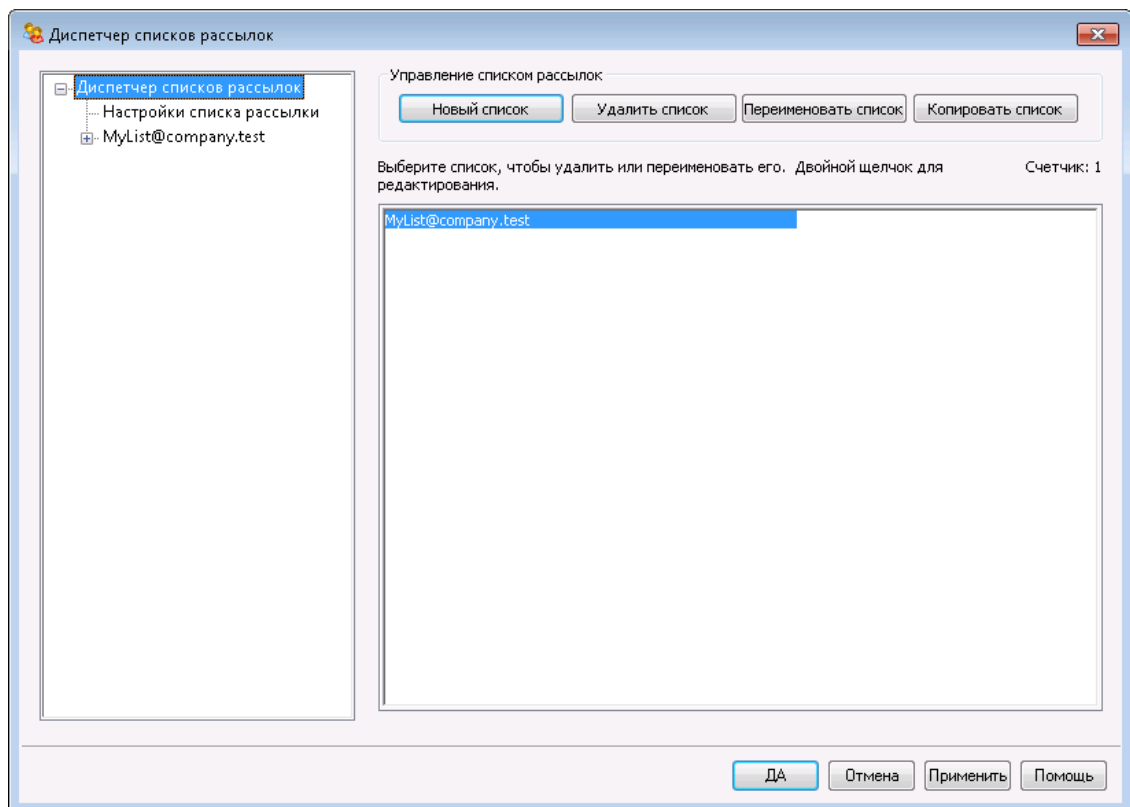 Диспетчер списков рассылок
Диспетчер списков рассылок
Настройки списка рассылки
MyList@company.test
Управление списком рассылок
Новый список
Удалить список
Переименовать список
Копировать список
Выберите список, чтобы удалить или переименовать его.  Двойной щелчок для
редактирования.
Счетчик: 1
MyList@company.test
ДА
Отмена
Применить
Помощь